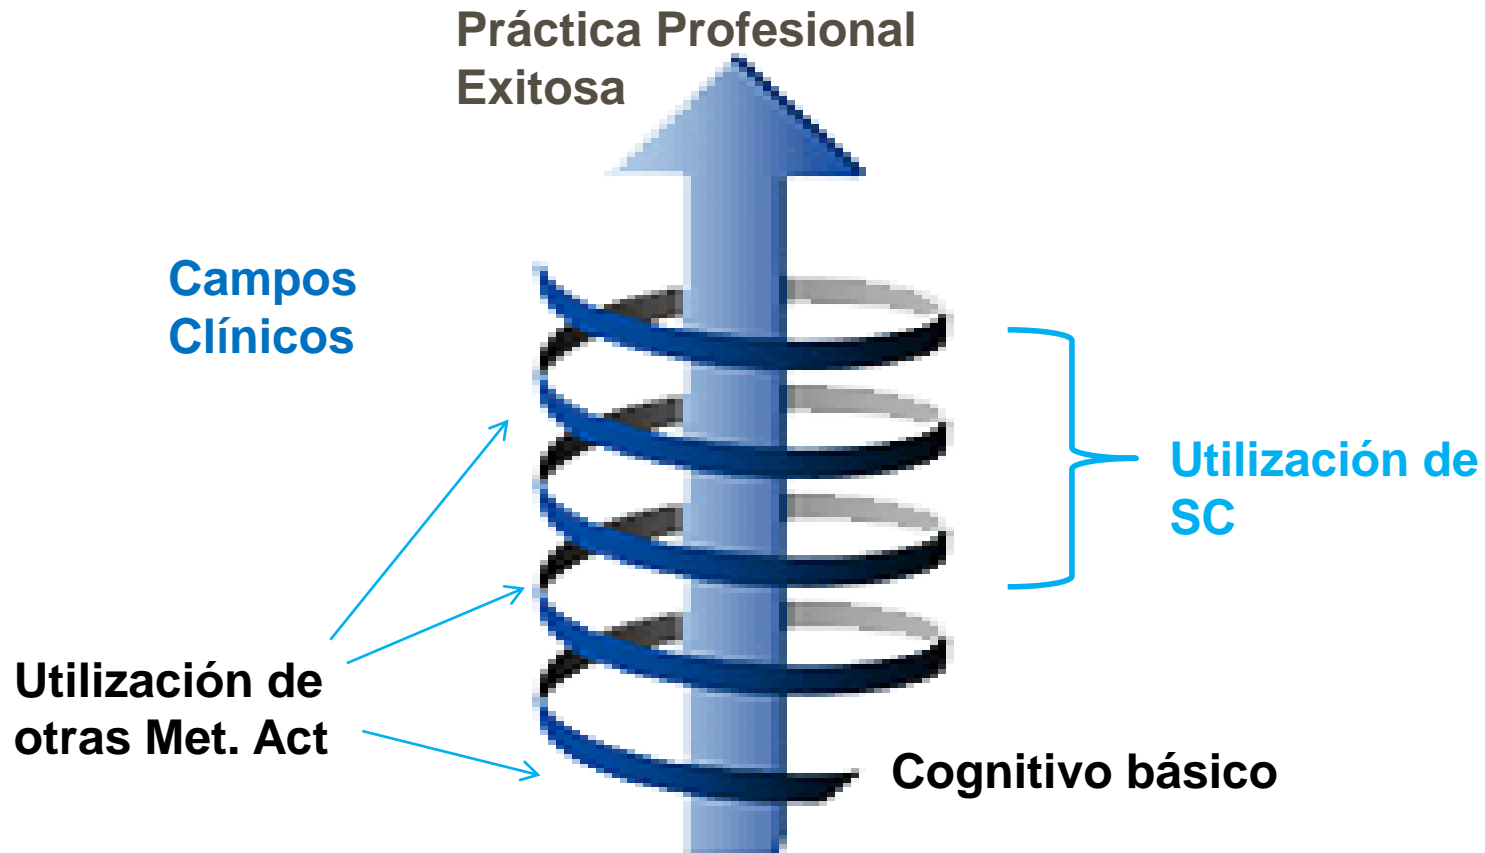 Práctica Profesional
Exitosa
Campos
Clínicos
Utilización de
SC
Utilización de
otras Met. Act
Cognitivo básico